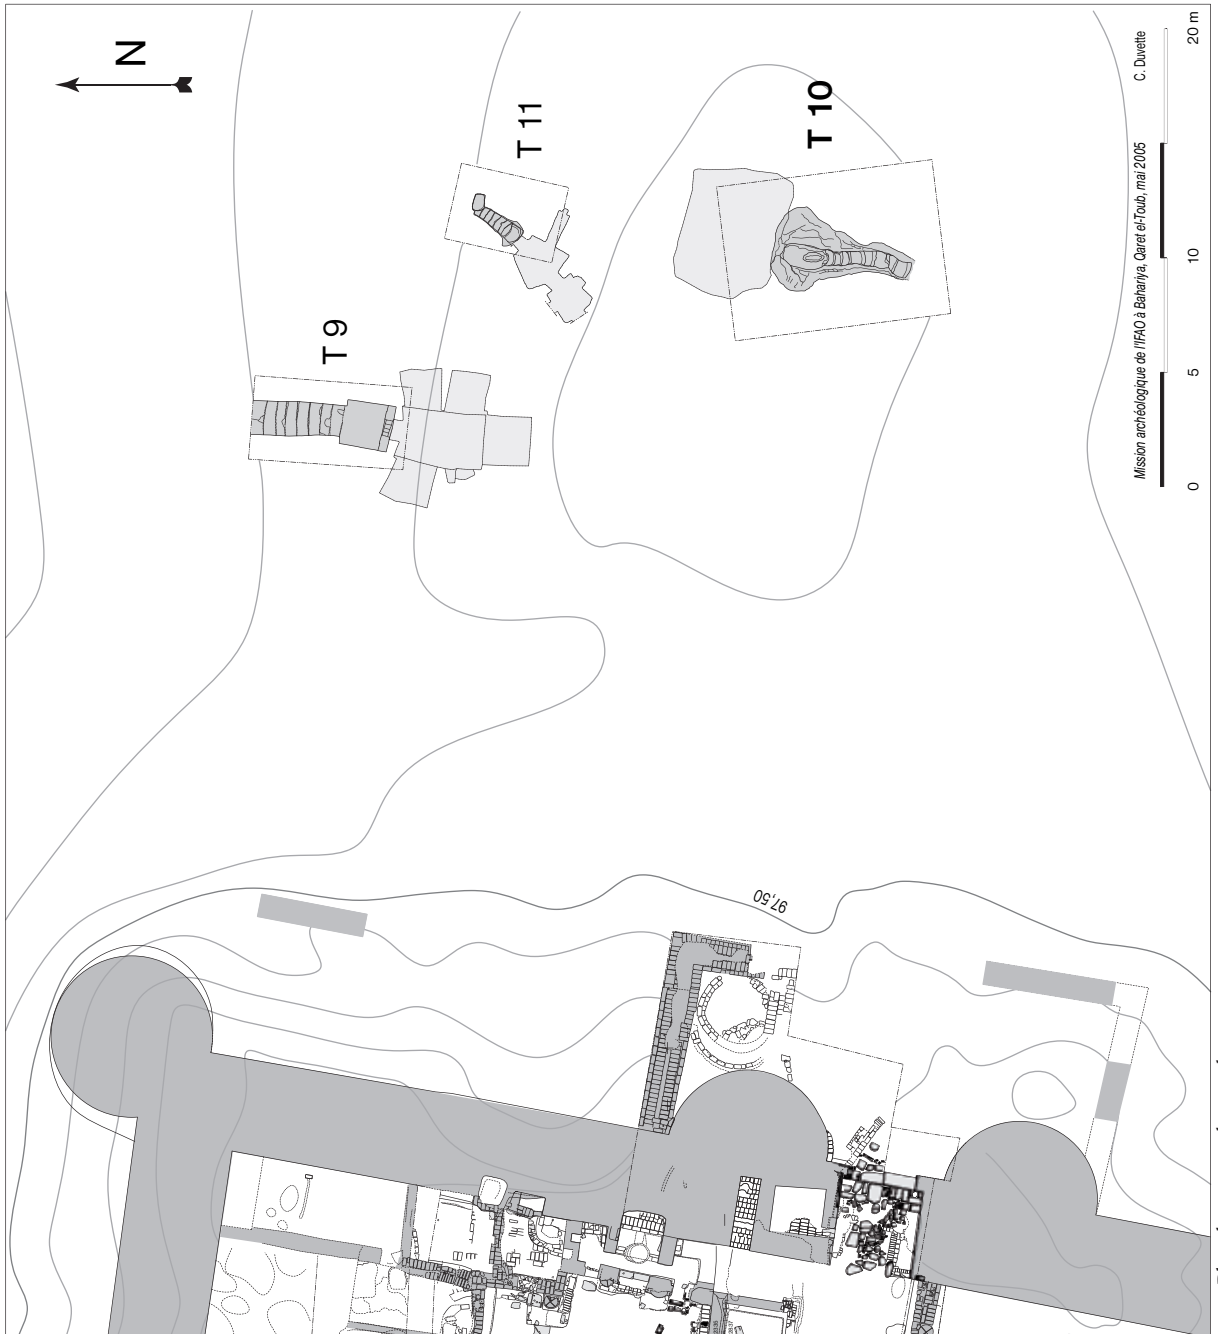 N
T 11
T 10
T 9
97,50
C. Duvette
Mission archéologique de l'IFAO à Bahariya, Qaret el-Toub, mai 2005
0 5 10 20 m